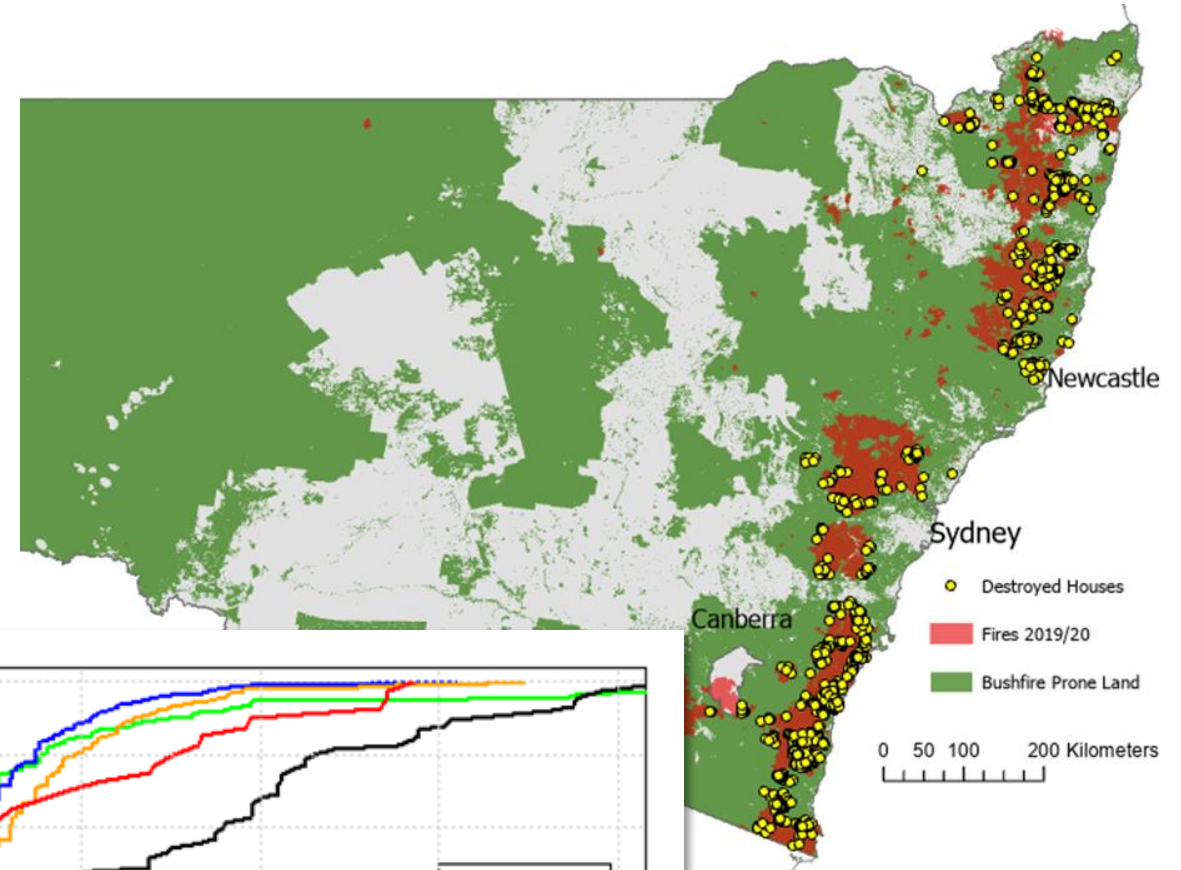 Newcastle
Sydney
Destroyed Houses
Canberra
Fires 2019/20
Bushfire Prone Land
0 50 100 200 Kilometers